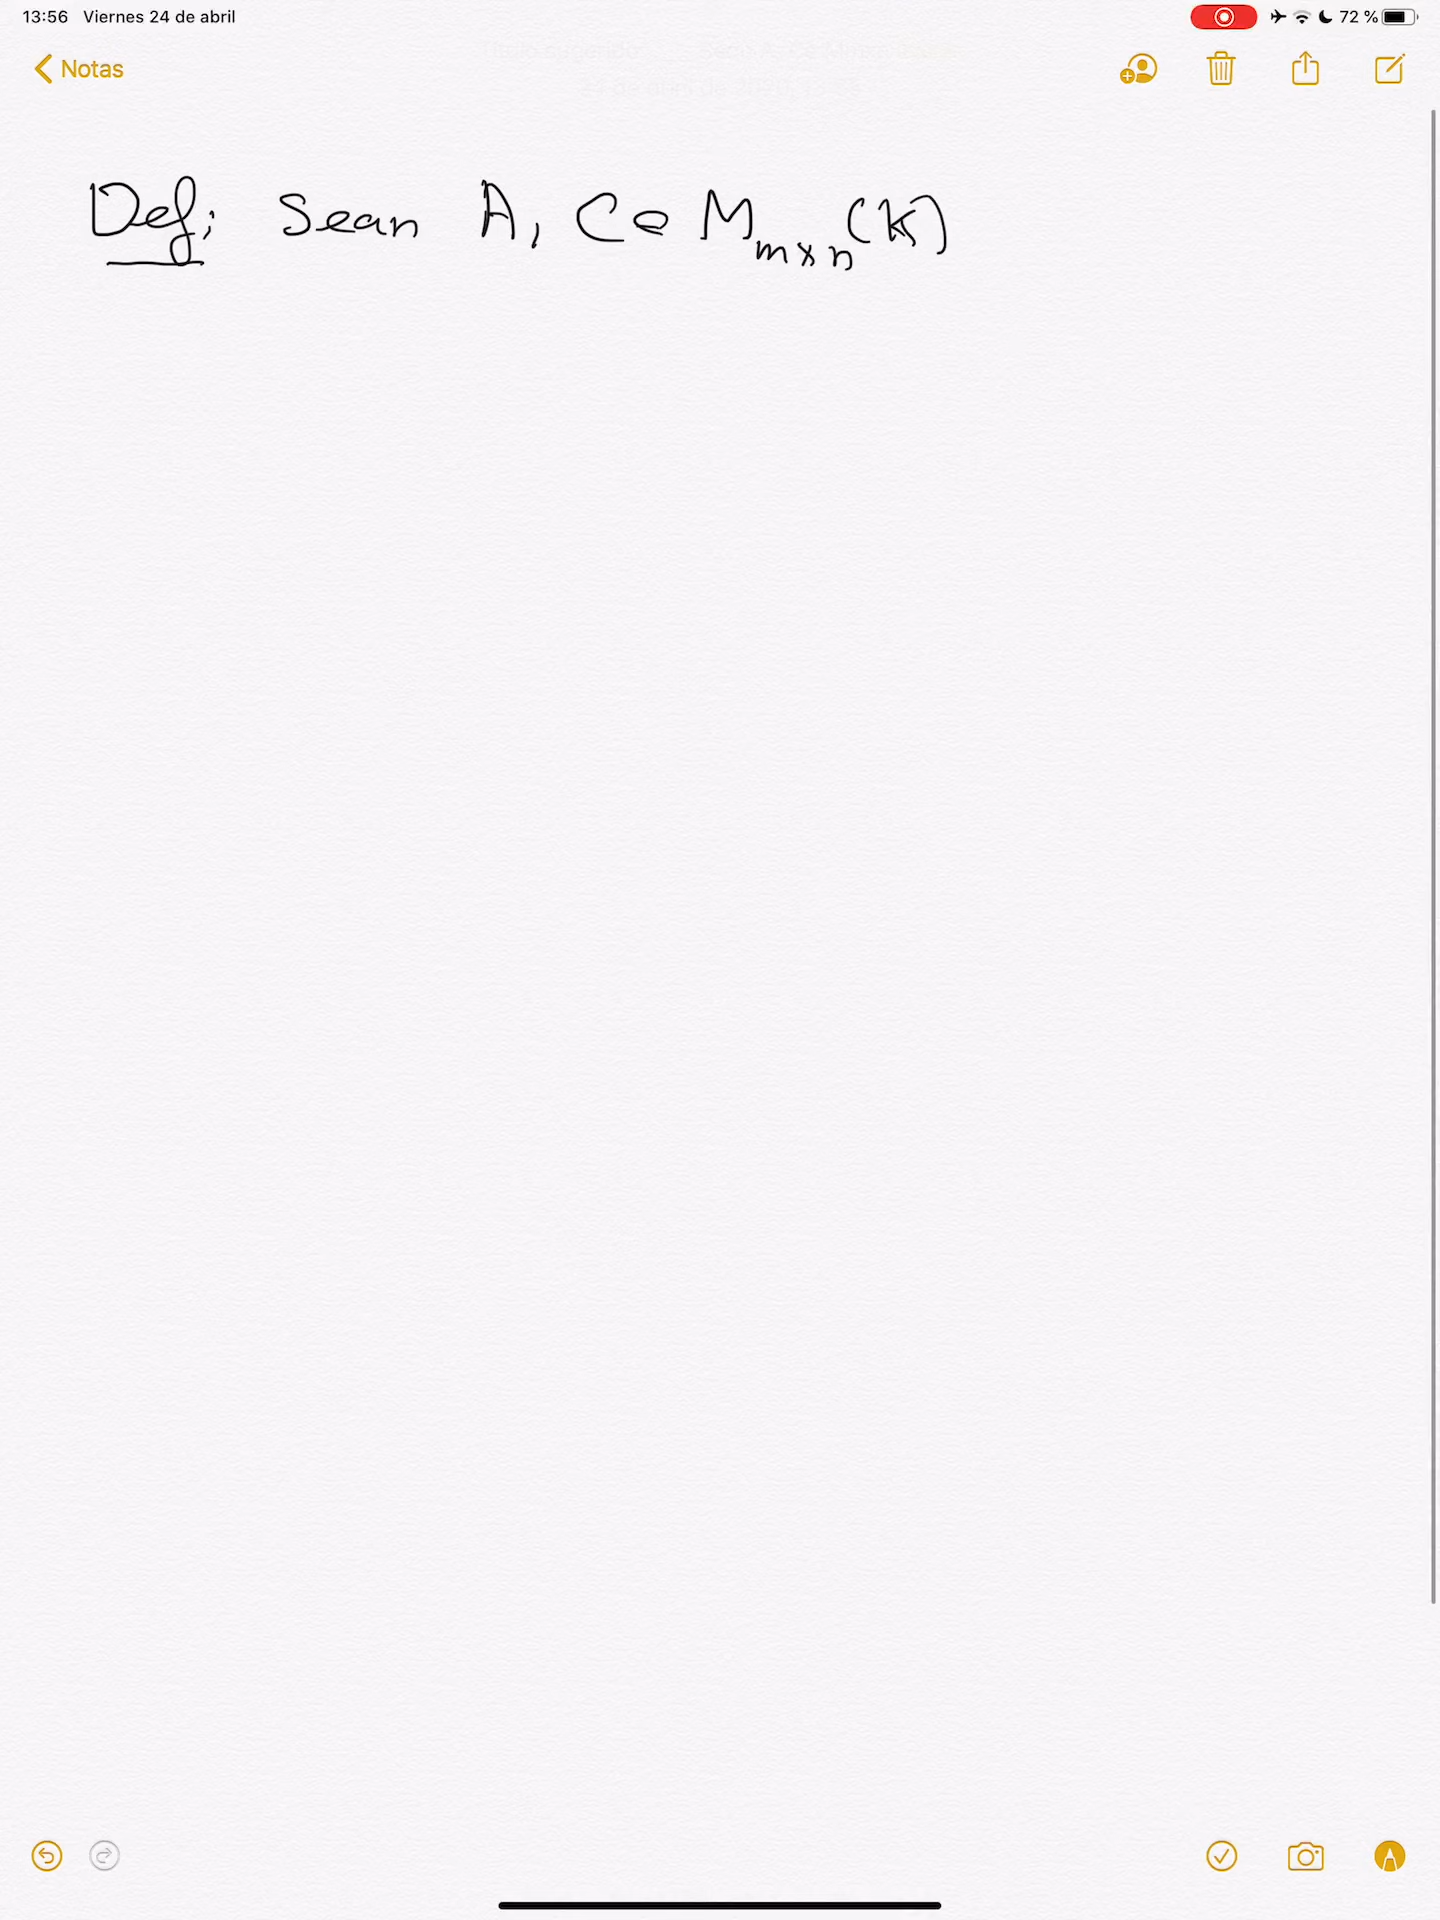 13:56 Viernes 24 de abril 72 %
Notas
Def: Sean A, C ∈ M_{m×n}(K)